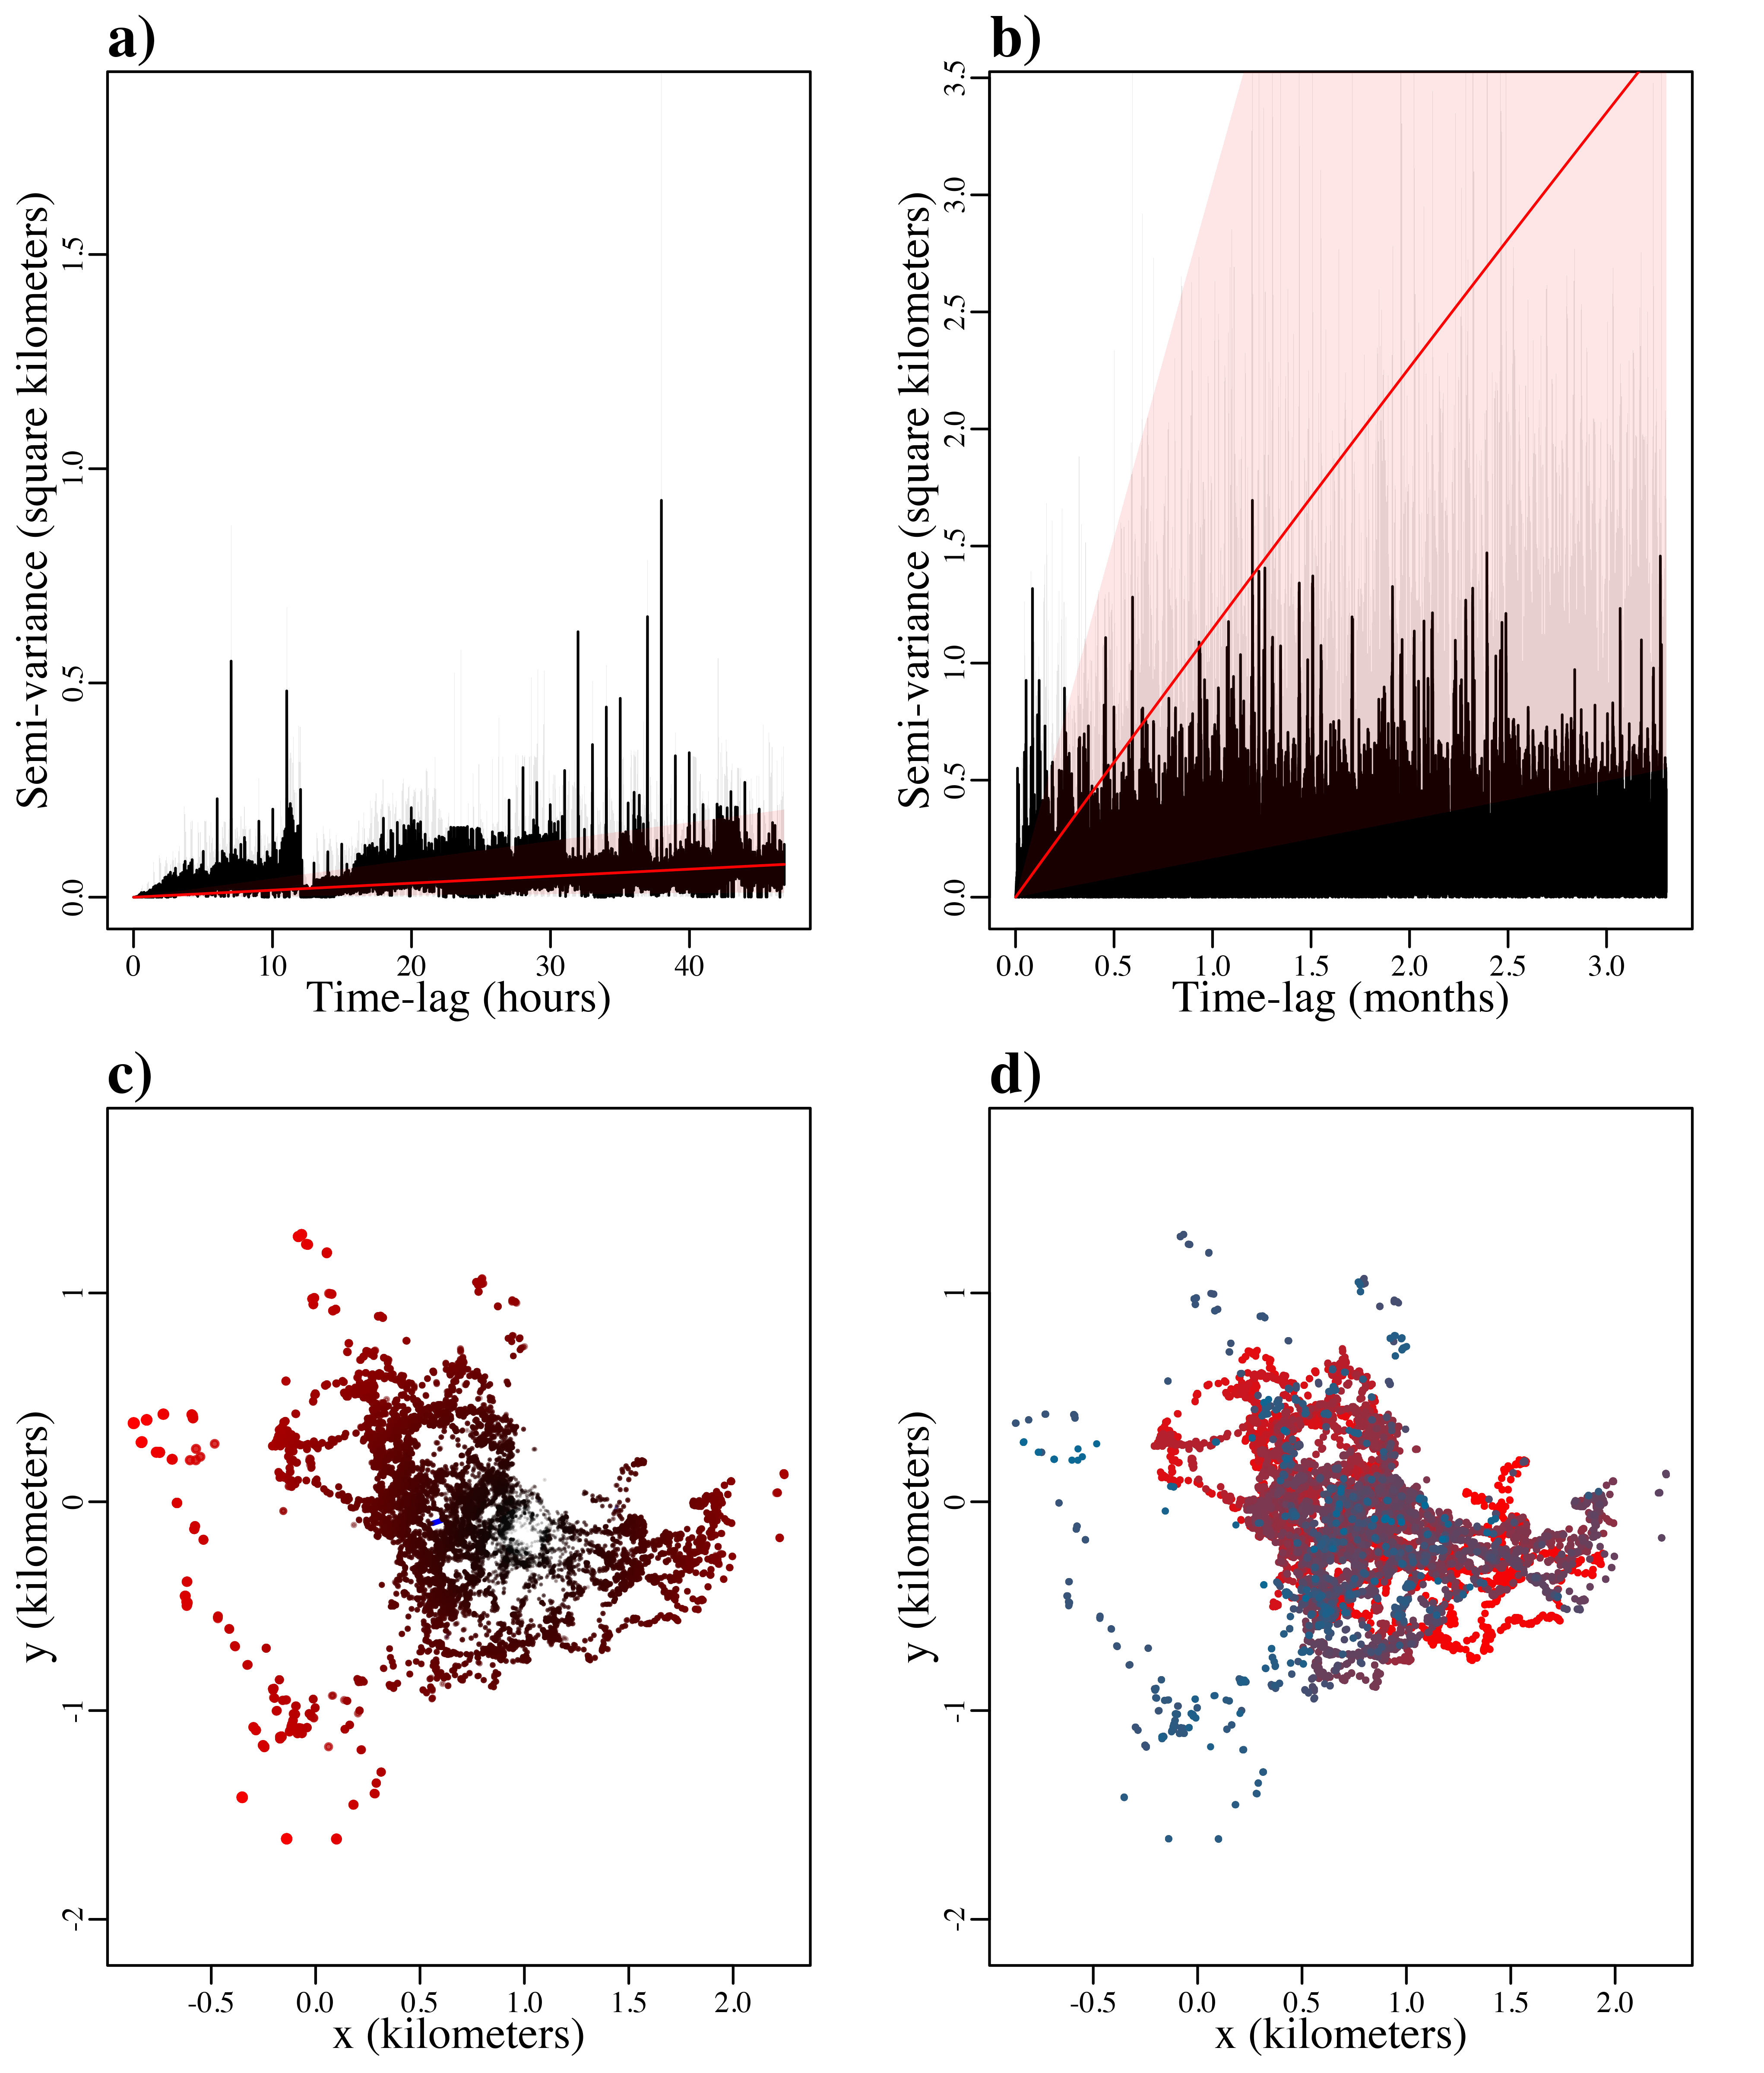 a)
Semi-variance (square kilometers)
1.5
1.0
0.5
0.0
0 10 20 30 40
Time-lag (hours)
b)
Semi-variance (square kilometers)
3.5
3.0
2.5
2.0
1.5
1.0
0.5
0.0
0.0 0.5 1.0 1.5 2.0 2.5 3.0
Time-lag (months)
c)
y (kilometers)
1
0
-1
-2
-0.5 0.0 0.5 1.0 1.5 2.0
x (kilometers)
d)
y (kilometers)
1
0
-1
-2
-0.5 0.0 0.5 1.0 1.5 2.0
x (kilometers)